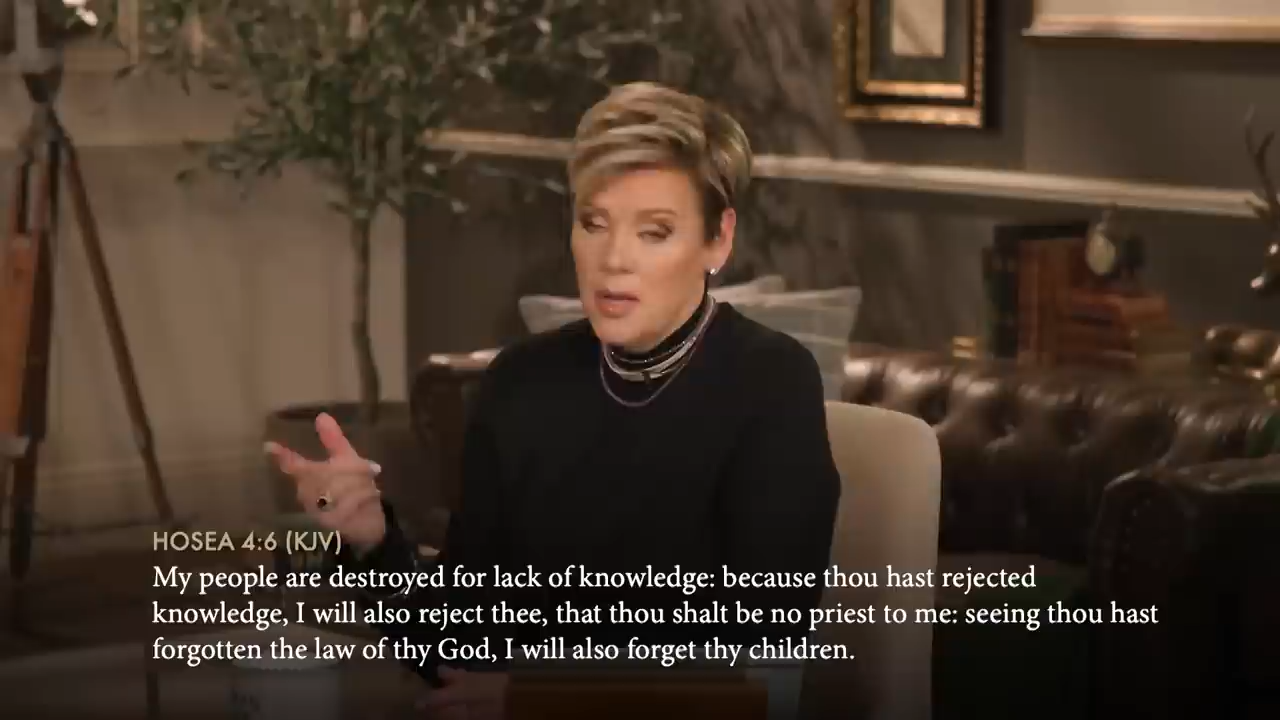 HOSEA 4:6 (KJV)
My people are destroyed for lack of knowledge: because thou hast rejected
knowledge, I will also reject thee, that thou shalt be no priest to me: seeing thou hast
forgotten the law of thy God, I will also forget thy children.